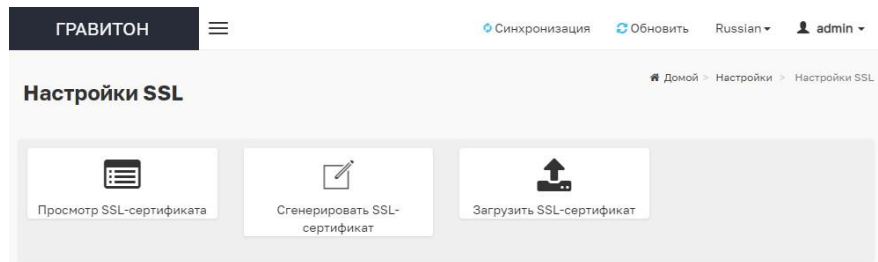 ГРАВИТОН
Синхронизация Обновить Russian admin
Настройки SSL
Домой > Настройки > Настройки SSL
Просмотр SSL-сертификата
Сгенерировать SSL-
сертификат
Загрузить SSL-сертификат